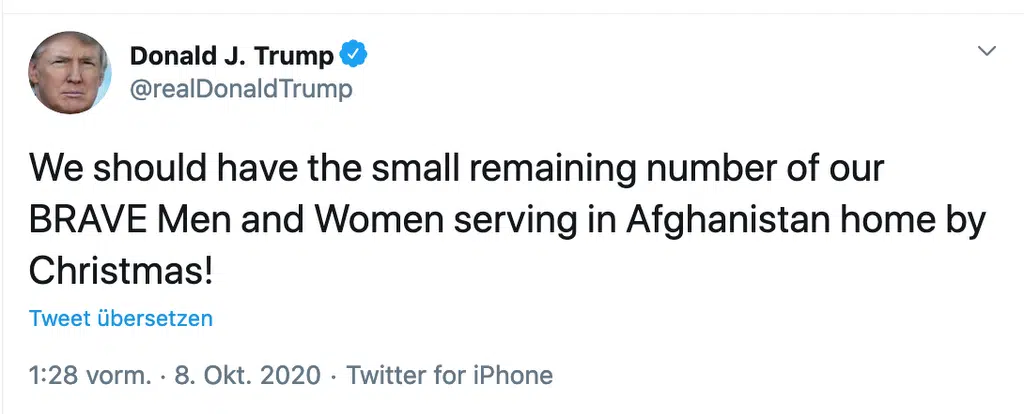 Donald J. Trump
@realDonaldTrump
We should have the small remaining number of our
BRAVE Men and Women serving in Afghanistan home by
Christmas!
Tweet übersetzen
1:28 vorm. · 8. Okt. 2020 · Twitter for iPhone